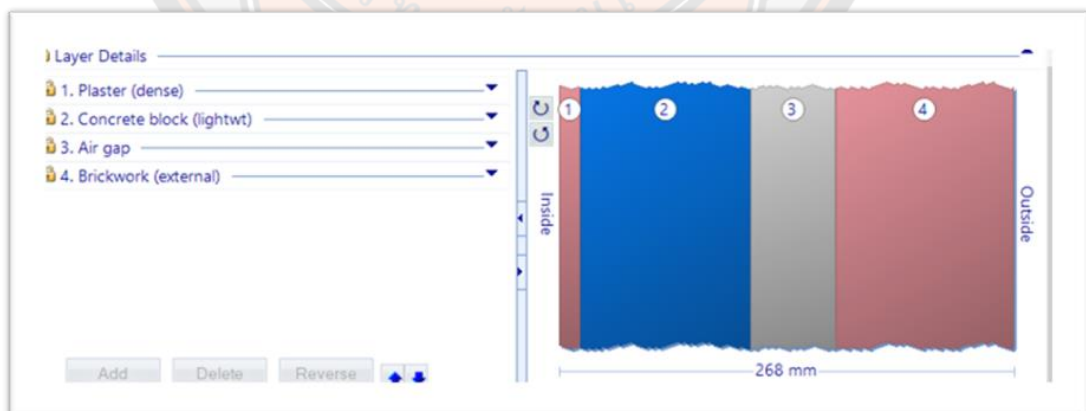 Layer Details
1. Plaster (dense)
2. Concrete block (lightwt)
3. Air gap
4. Brickwork (external)
Add Delete Reverse
Inside
1 2 3 4
Outside
268 mm